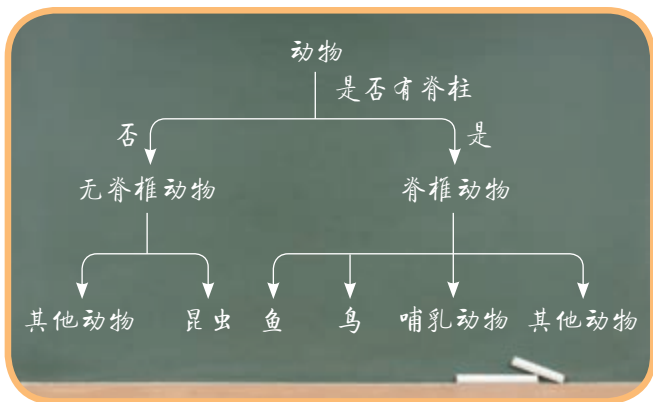 动物
是否有脊柱
否 是
无脊椎动物 脊椎动物
其他动物 昆虫 鱼 鸟 哺乳动物 其他动物